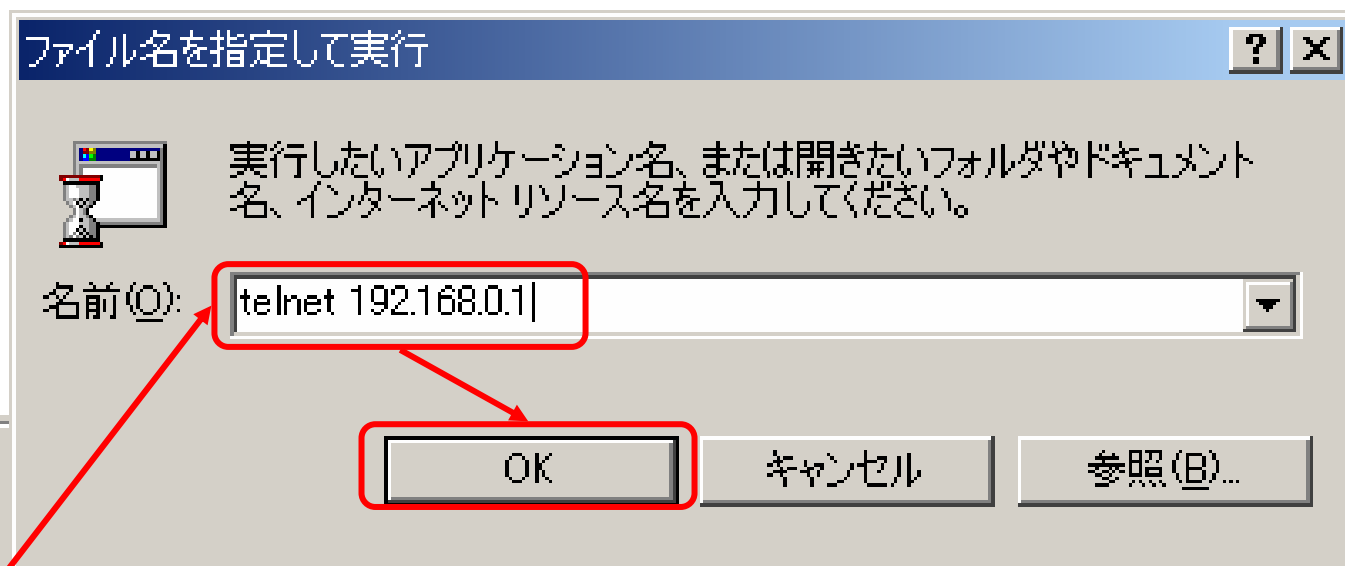 ファイル名を指定して実行
実行したいアプリケーション名、または開きたいフォルダやドキュメント
名、インターネット リソース名を入力してください。
名前(O):
telnet 192.168.0.1
OK
キャンセル
参照(B)...